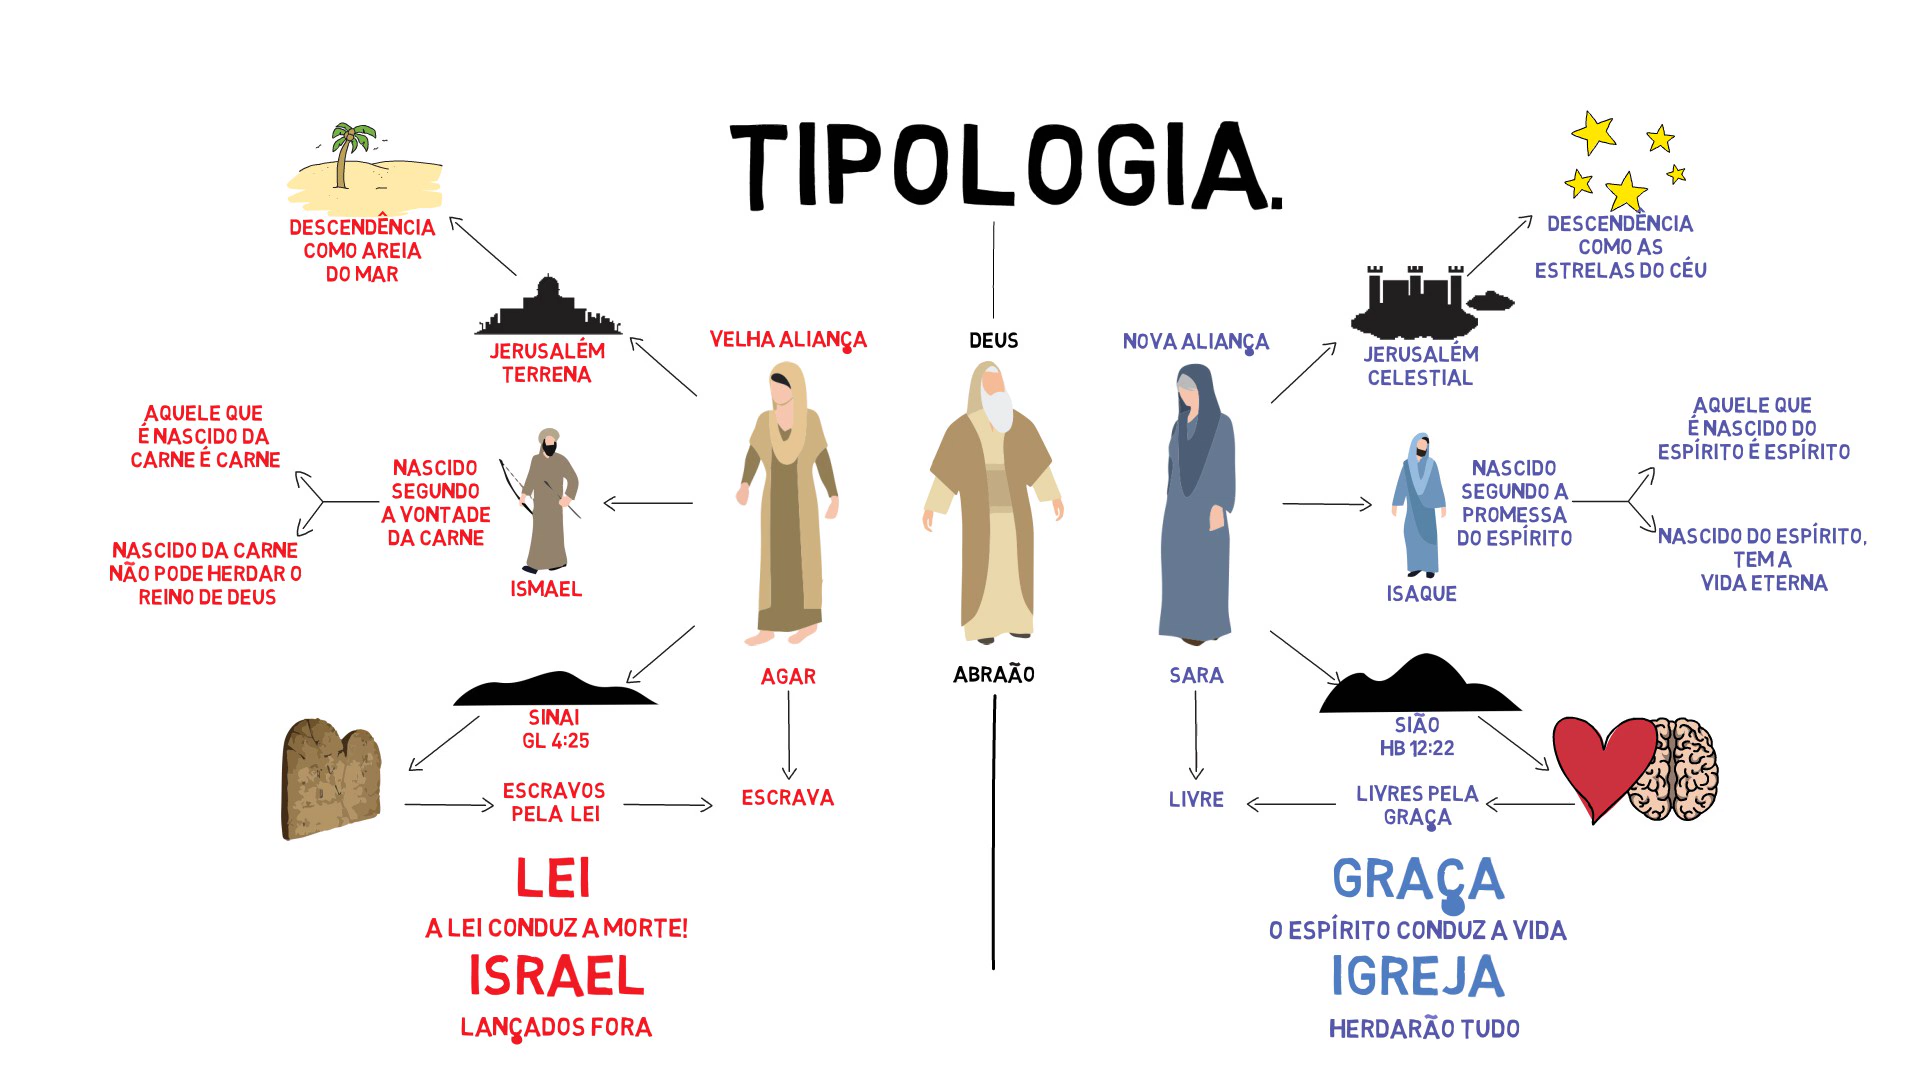 TIPOLOGIA.
DESCENDÊNCIA
COMO AREIA
DO MAR
JERUSALÉM
TERRENA
VELHA ALIANÇA
AQUELE QUE
É NASCIDO DA
CARNE É CARNE
NASCIDO DA CARNE
NÃO PODE HERDAR O
REINO DE DEUS
NASCIDO
SEGUNDO
A VONTADE
DA CARNE
ISMAEL
AGAR
SINAI
GL 4:25
ESCRAVOS
PELA LEI
ESCRAVA
LEI
A LEI CONDUZ A MORTE!
ISRAEL
LANÇADOS FORA
DEUS
ABRAÃO
NOVA ALIANÇA
DESCENDÊNCIA
COMO AS
ESTRELAS DO CÉU
JERUSALÉM
CELESTIAL
ISAQUE
NASCIDO
SEGUNDO A
PROMESSA
DO ESPÍRITO
AQUELE QUE
É NASCIDO DO
ESPÍRITO É ESPÍRITO
NASCIDO DO ESPÍRITO,
TEM A
VIDA ETERNA
SARA
SIÃO
HB 12:22
LIVRE
LIVRES PELA
GRAÇA
GRAÇA
O ESPÍRITO CONDUZ A VIDA
IGREJA
HERDARÃO TUDO